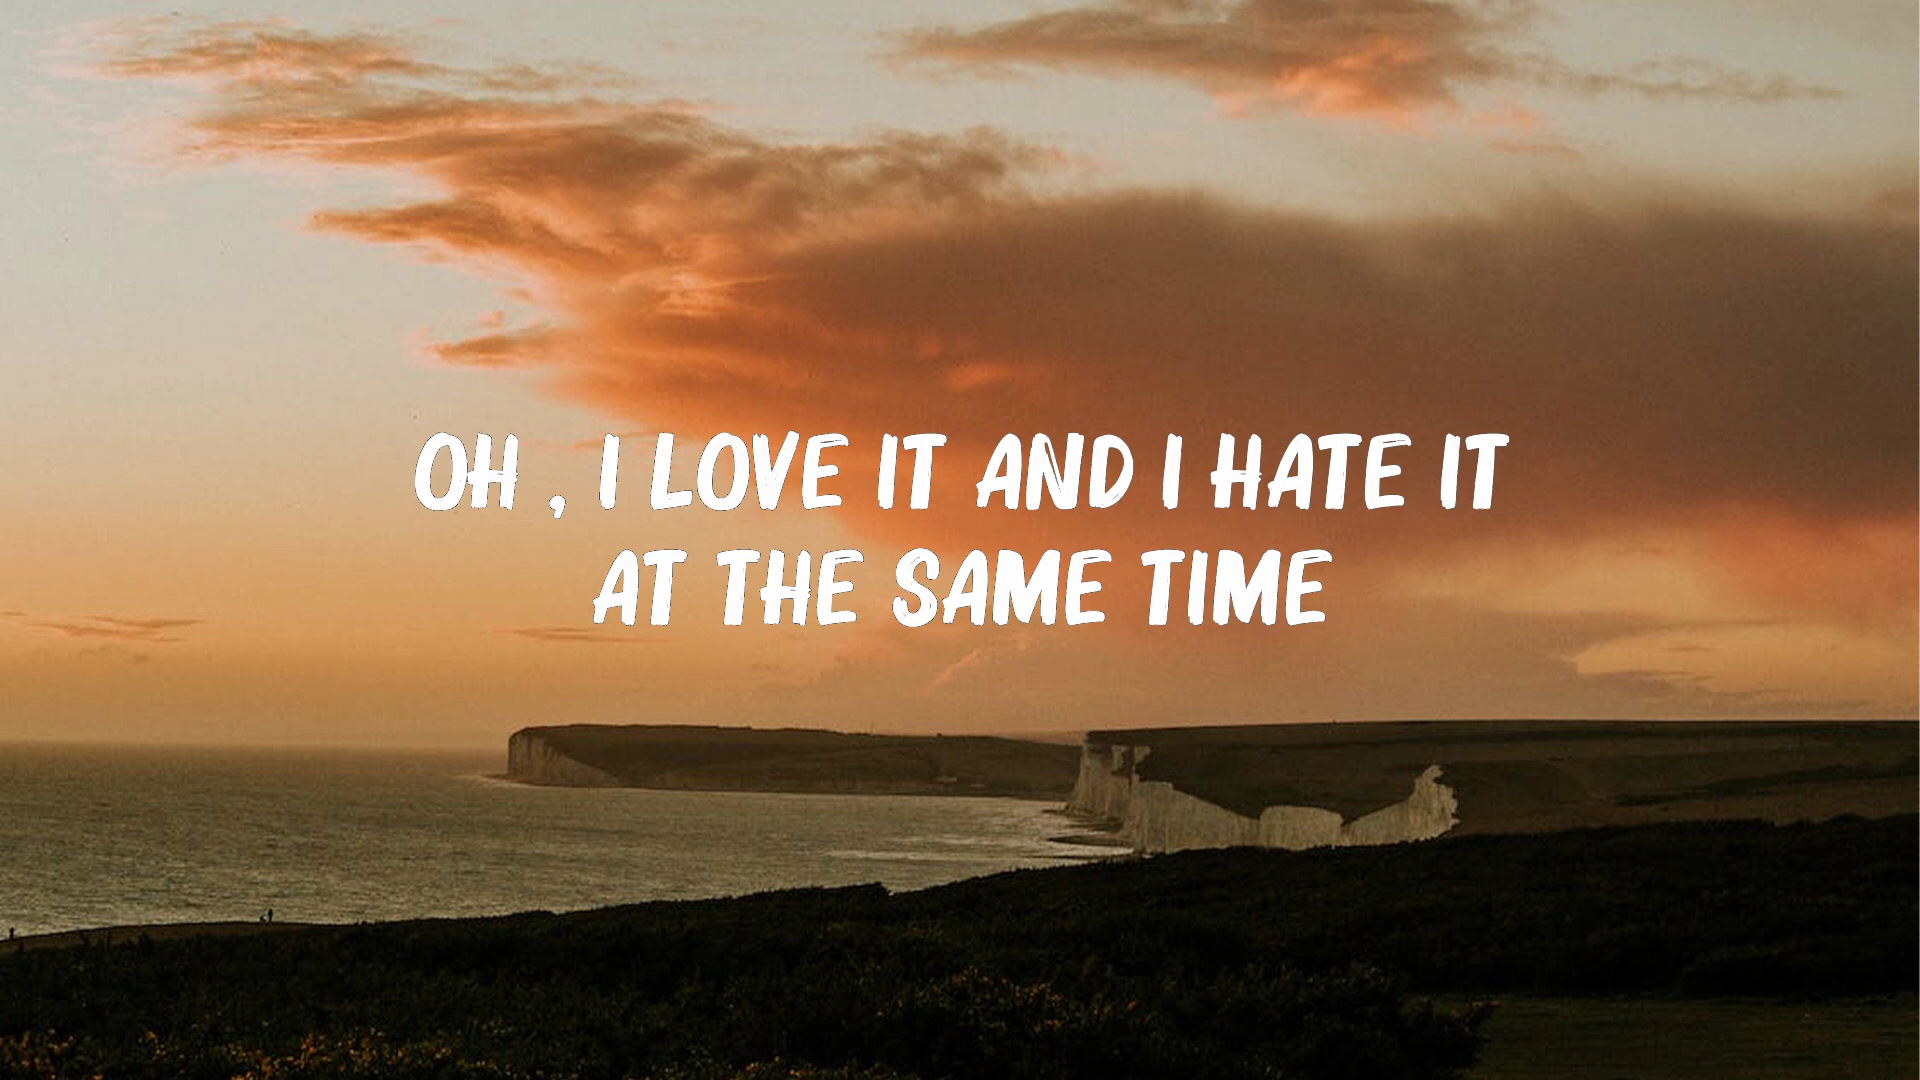 OH , I LOVE IT AND I HATE IT
AT THE SAME TIME